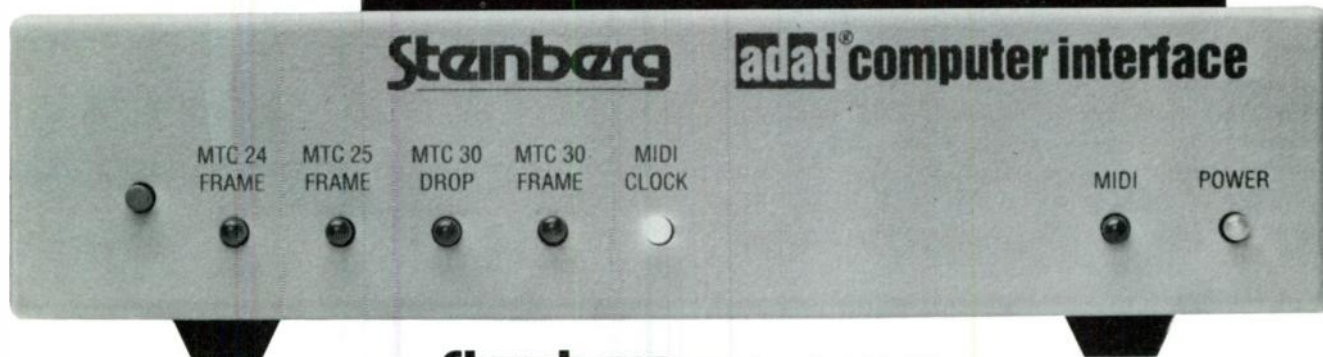 Steinberg adat® computer interface
MTC 24 FRAME
MTC 25 FRAME
MTC 30 DROP
MTC 30 FRAME
MIDI CLOCK
MIDI
POWER